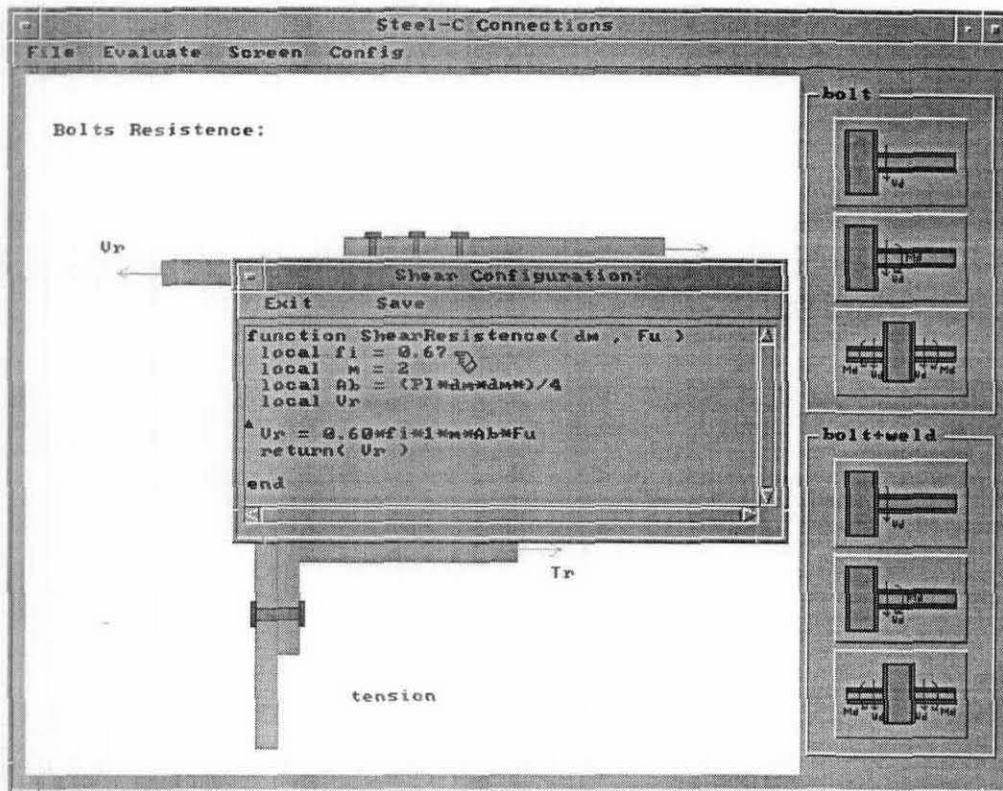 Steel-C Connections
File Evaluate Screen Config
Bolts Resistence:
Vr
Shear Configuration:
Exit Save
function ShearResistence( dm , Fu )
local fi = 0.67
local m = 2
local Ab = (PI*dm*dm*)/4
local Vr
Vr = 0.60*fi*1*m*Ab*Fu
return( Vr )
end
Tr
tension
bolt
bolt+weld